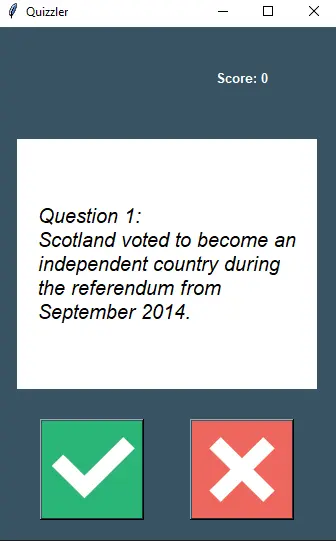 Quizzler
Score: 0
Question 1:
Scotland voted to become an
independent country during
the referendum from
September 2014.